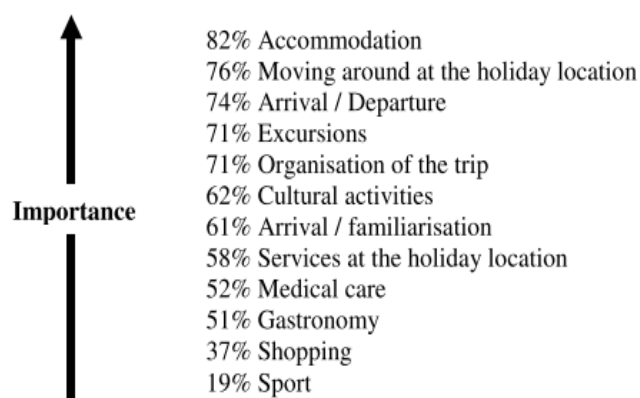 82% Accommodation
76% Moving around at the holiday location
74% Arrival / Departure
71% Excursions
71% Organisation of the trip
62% Cultural activities
Importance
61% Arrival / familiarisation
58% Services at the holiday location
52% Medical care
51% Gastronomy
37% Shopping
19% Sport